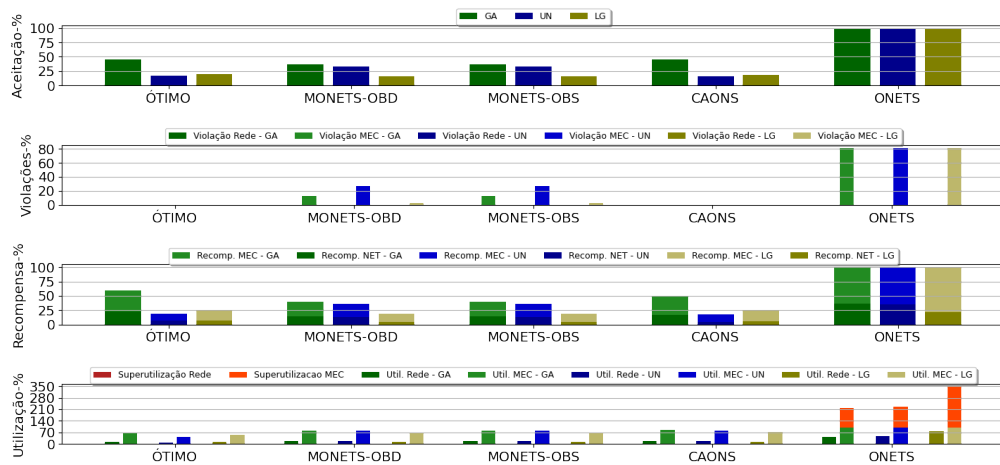 GA UN LG
Aceitação-%
100
75
50
25
0
ÓTIMO MONETS-OBD MONETS-OBS CAONS ONETS
Violação Rede - GA Violação MEC - GA Violação Rede - UN Violação MEC - UN Violação Rede - LG Violação MEC - LG
Violações-%
80
60
40
20
0
ÓTIMO MONETS-OBD MONETS-OBS CAONS ONETS
Recomp. MEC - GA Recomp. NET - GA Recomp. MEC - UN Recomp. NET - UN Recomp. MEC - LG Recomp. NET - LG
Recompensa-%
100
75
50
25
0
ÓTIMO MONETS-OBD MONETS-OBS CAONS ONETS
Superutilização Rede Superutilizacao MEC Util. Rede - GA Util. MEC - GA Util. Rede - UN Util. MEC - UN Util. Rede - LG Util. MEC - LG
Utilização-%
350
280
210
140
70
0
ÓTIMO MONETS-OBD MONETS-OBS CAONS ONETS